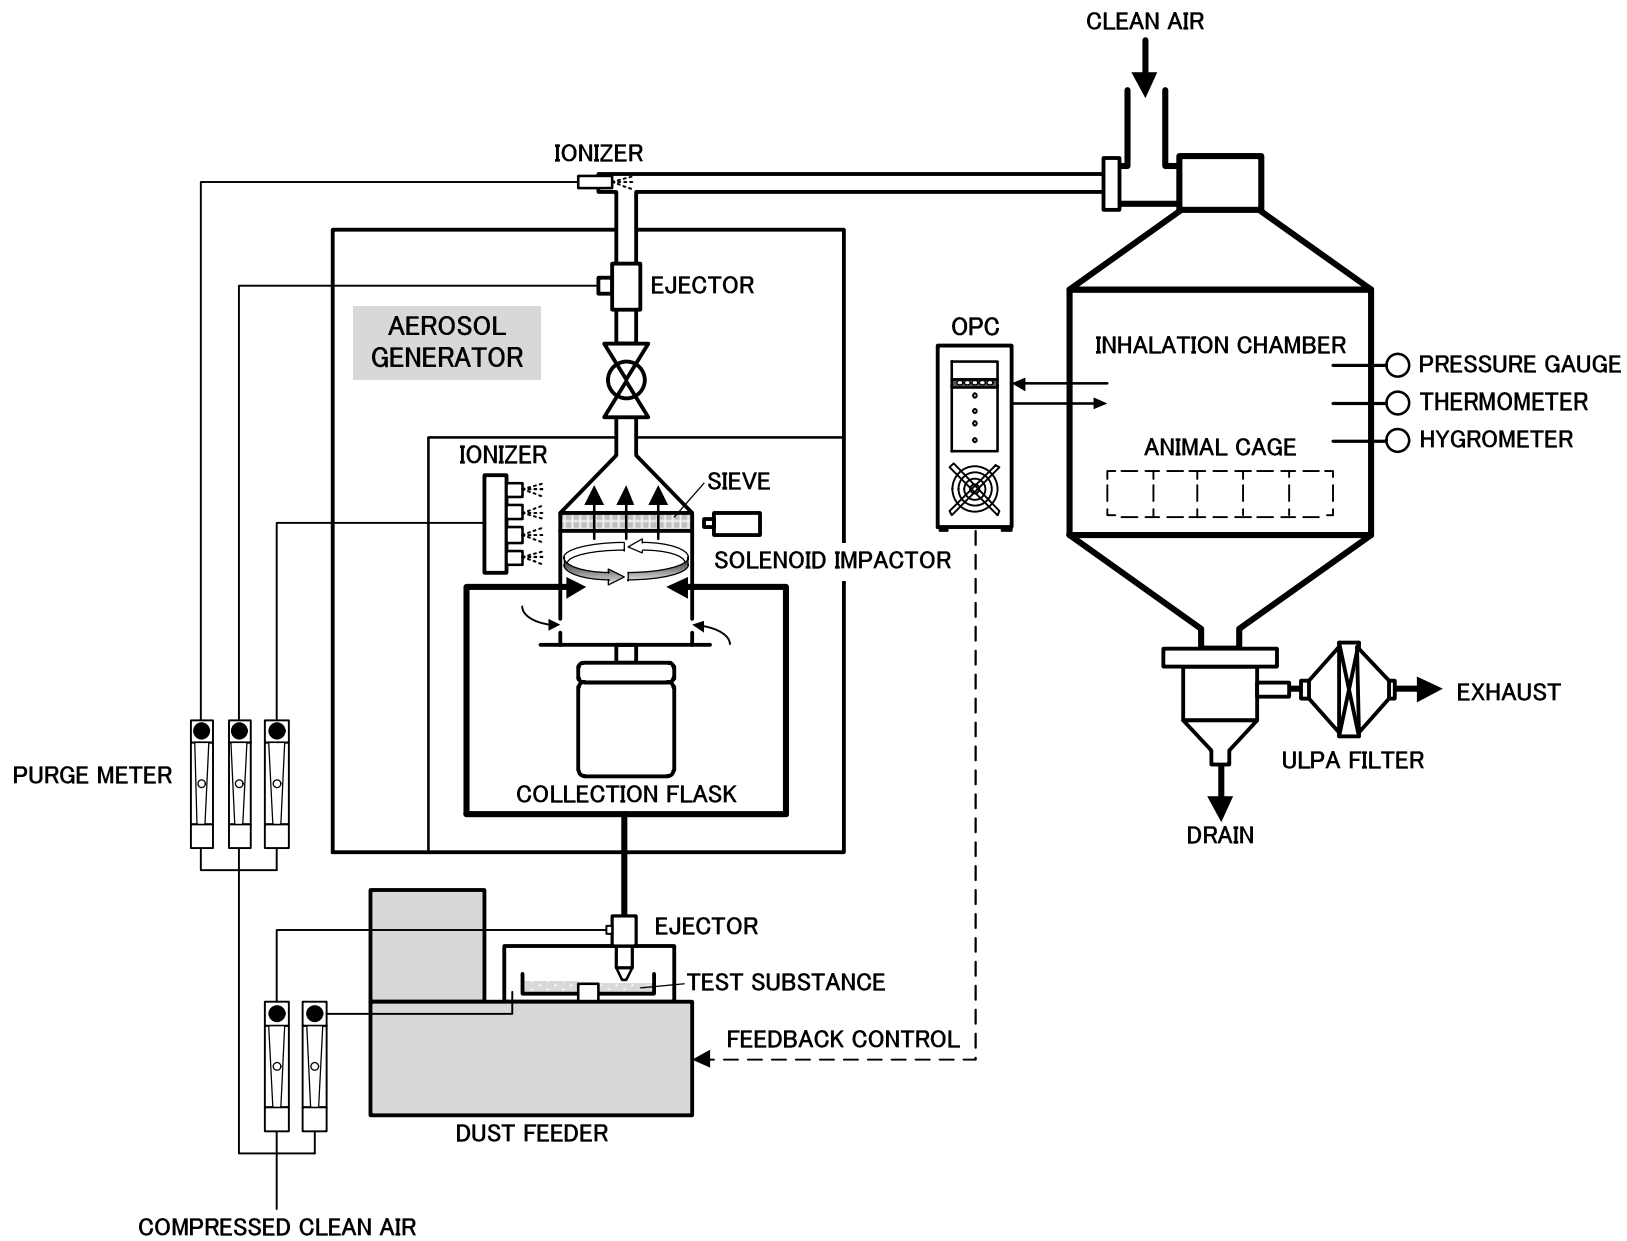 CLEAN AIR
IONIZER
EJECTOR
AEROSOL
GENERATOR
OPC
INHALATION CHAMBER
PRESSURE GAUGE
THERMOMETER
HYGROMETER
ANIMAL CAGE
IONIZER
SIEVE
SOLENOID IMPACTOR
EXHAUST
ULPA FILTER
PURGE METER
COLLECTION FLASK
DRAIN
EJECTOR
TEST SUBSTANCE
FEEDBACK CONTROL
DUST FEEDER
COMPRESSED CLEAN AIR